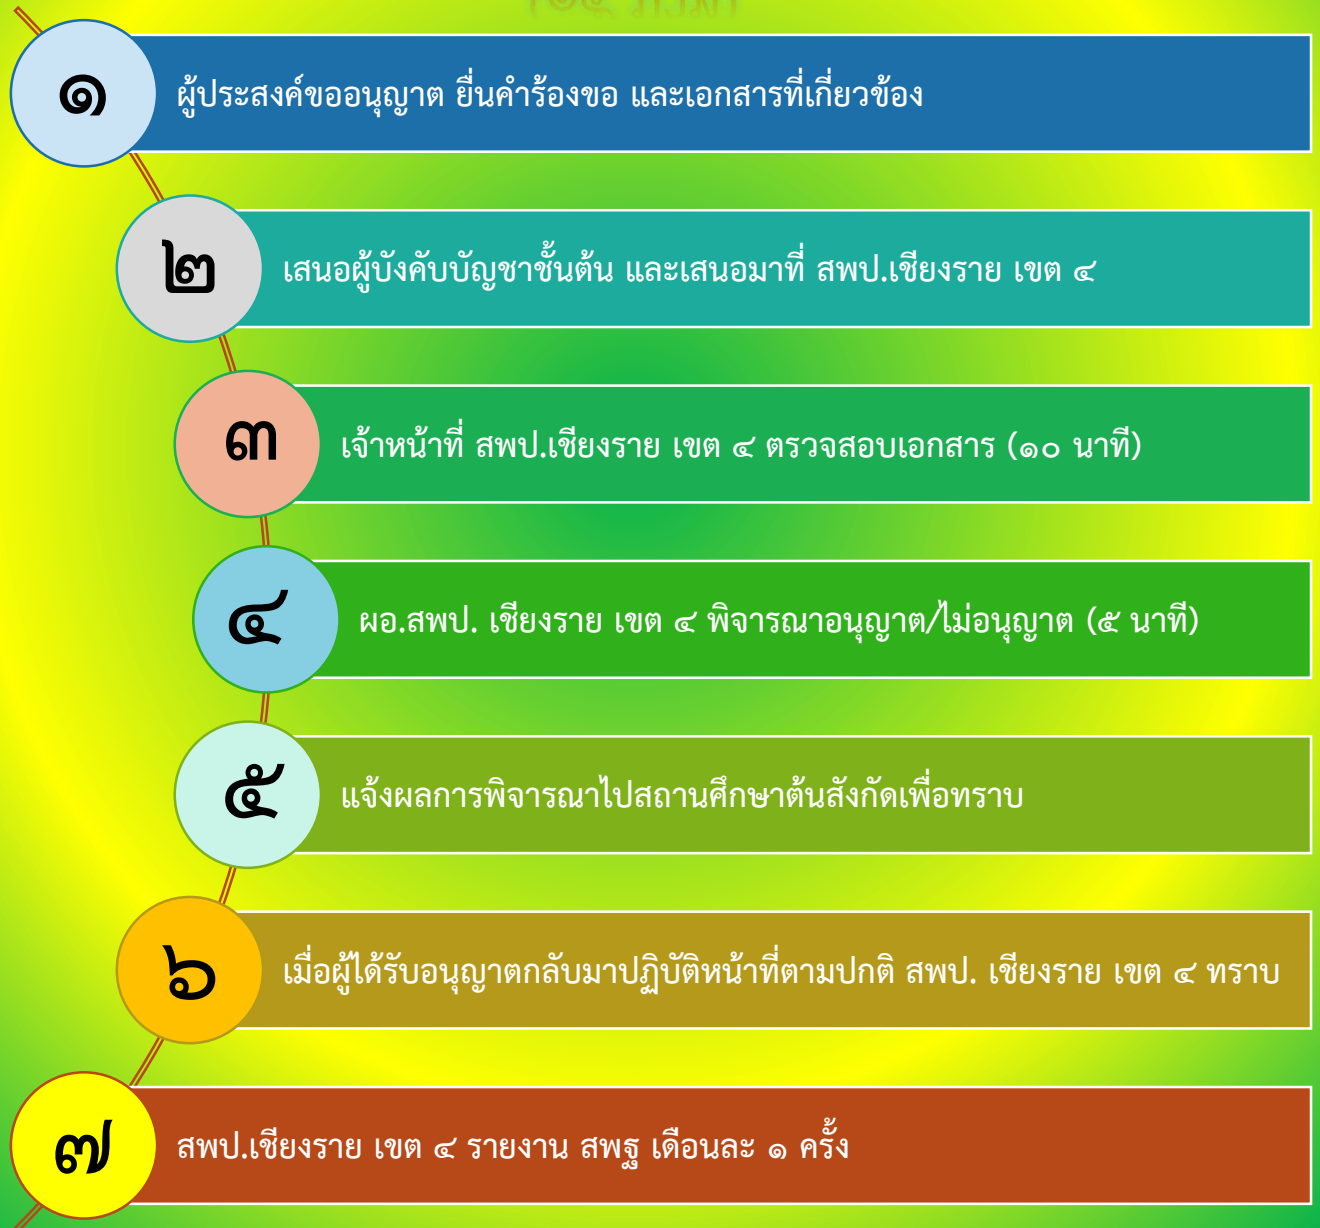 ๑
ผู้ประสงค์ขออนุญาต ยื่นคำร้องขอ และเอกสารที่เกี่ยวข้อง
๒
เสนอผู้บังคับบัญชาชั้นต้น และเสนอมาที่ สพป.เชียงราย เขต ๔
๓
เจ้าหน้าที่ สพป.เชียงราย เขต ๔ ตรวจสอบเอกสาร (๑๐ นาที)
๔
ผอ.สพป. เชียงราย เขต ๔ พิจารณาอนุญาต/ไม่อนุญาต (๕ นาที)
๕
แจ้งผลการพิจารณาไปสถานศึกษาต้นสังกัดเพื่อทราบ
๖
เมื่อผู้ได้รับอนุญาตกลับมาปฏิบัติหน้าที่ตามปกติ สพป. เชียงราย เขต ๔ ทราบ
๗
สพป.เชียงราย เขต ๔ รายงาน สพฐ เดือนละ ๑ ครั้ง